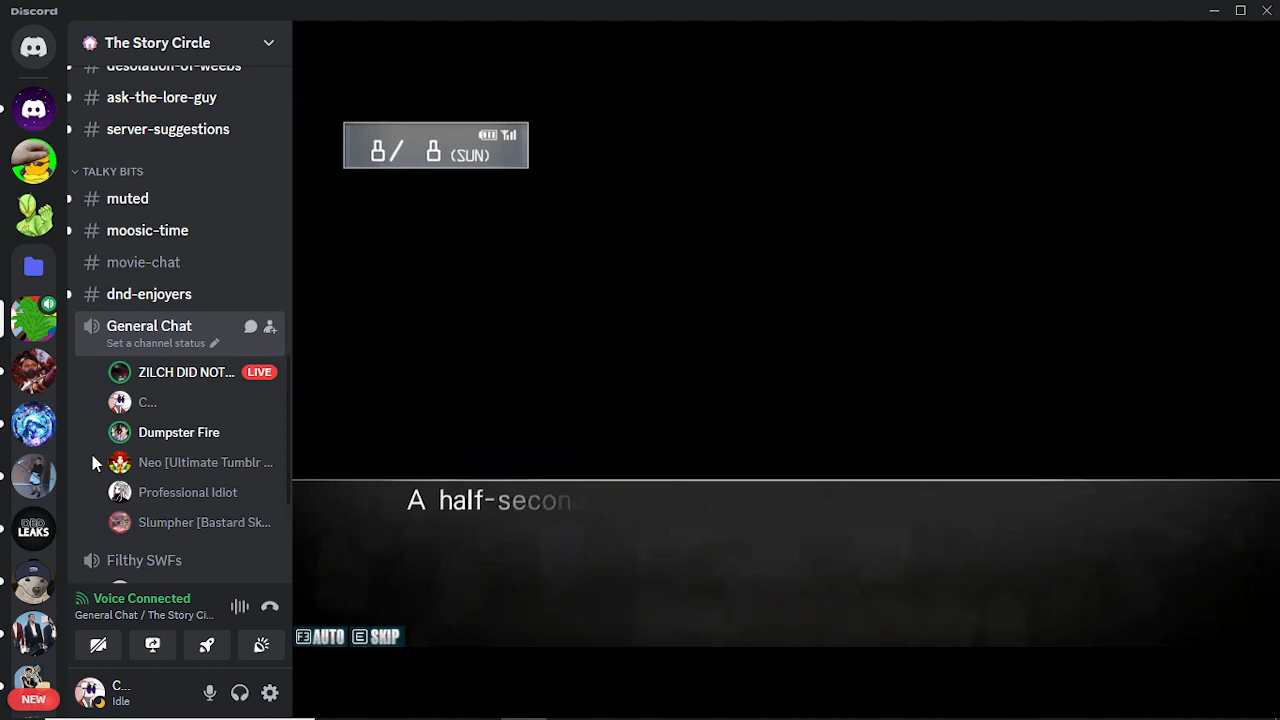 Discord
The Story Circle
desolation-of-weebs
ask-the-lore-guy
server-suggestions
TALKY BITS
muted
moosic-time
movie-chat
dnd-enjoyers
General Chat
Set a channel status
ZILCH DID NOT... LIVE
C...
Dumpster Fire
Neo [Ultimate Tumblr ...
Professional Idiot
Slumpher [Bastard Sk...
Filthy SWFs
Voice Connected
General Chat / The Story Ci...
C...
Idle
DBD
LEAKS
NEW
8/ 8 (SUN)
A half-secon
F3 AUTO E SKIP